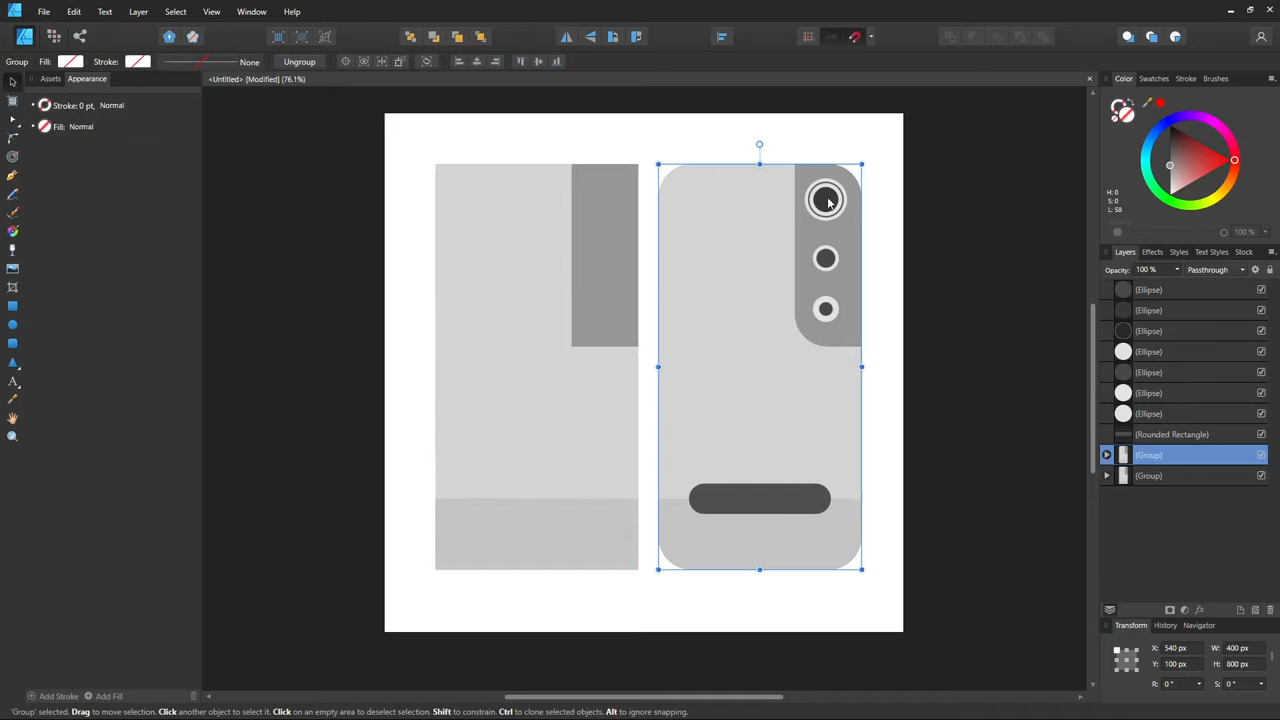 File Edit Text Layer Select View Window Help
Group Fill: Stroke: None Ungroup
Assets Appearance
<Untitled> [Modified] (76.1%)
Color Swatches Stroke Brushes
Stroke: 0 pt, Normal
Fill: Normal
H: 0
S: 0
L: 58
100 %
Layers Effects Styles Text Styles Stock
Opacity: 100 % Passthrough
(Ellipse)
(Ellipse)
(Ellipse)
(Ellipse)
(Ellipse)
(Ellipse)
(Ellipse)
(Rounded Rectangle)
(Group)
(Group)
Transform History Navigator
X: 540 px W: 400 px
Y: 100 px H: 800 px
R: 0 ° S: 0 °
Add Stroke Add Fill
'Group' selected. Drag to move selection. Click another object to select it. Click on an empty area to deselect selection. Shift to constrain. Ctrl to clone selected objects. Alt to ignore snapping.